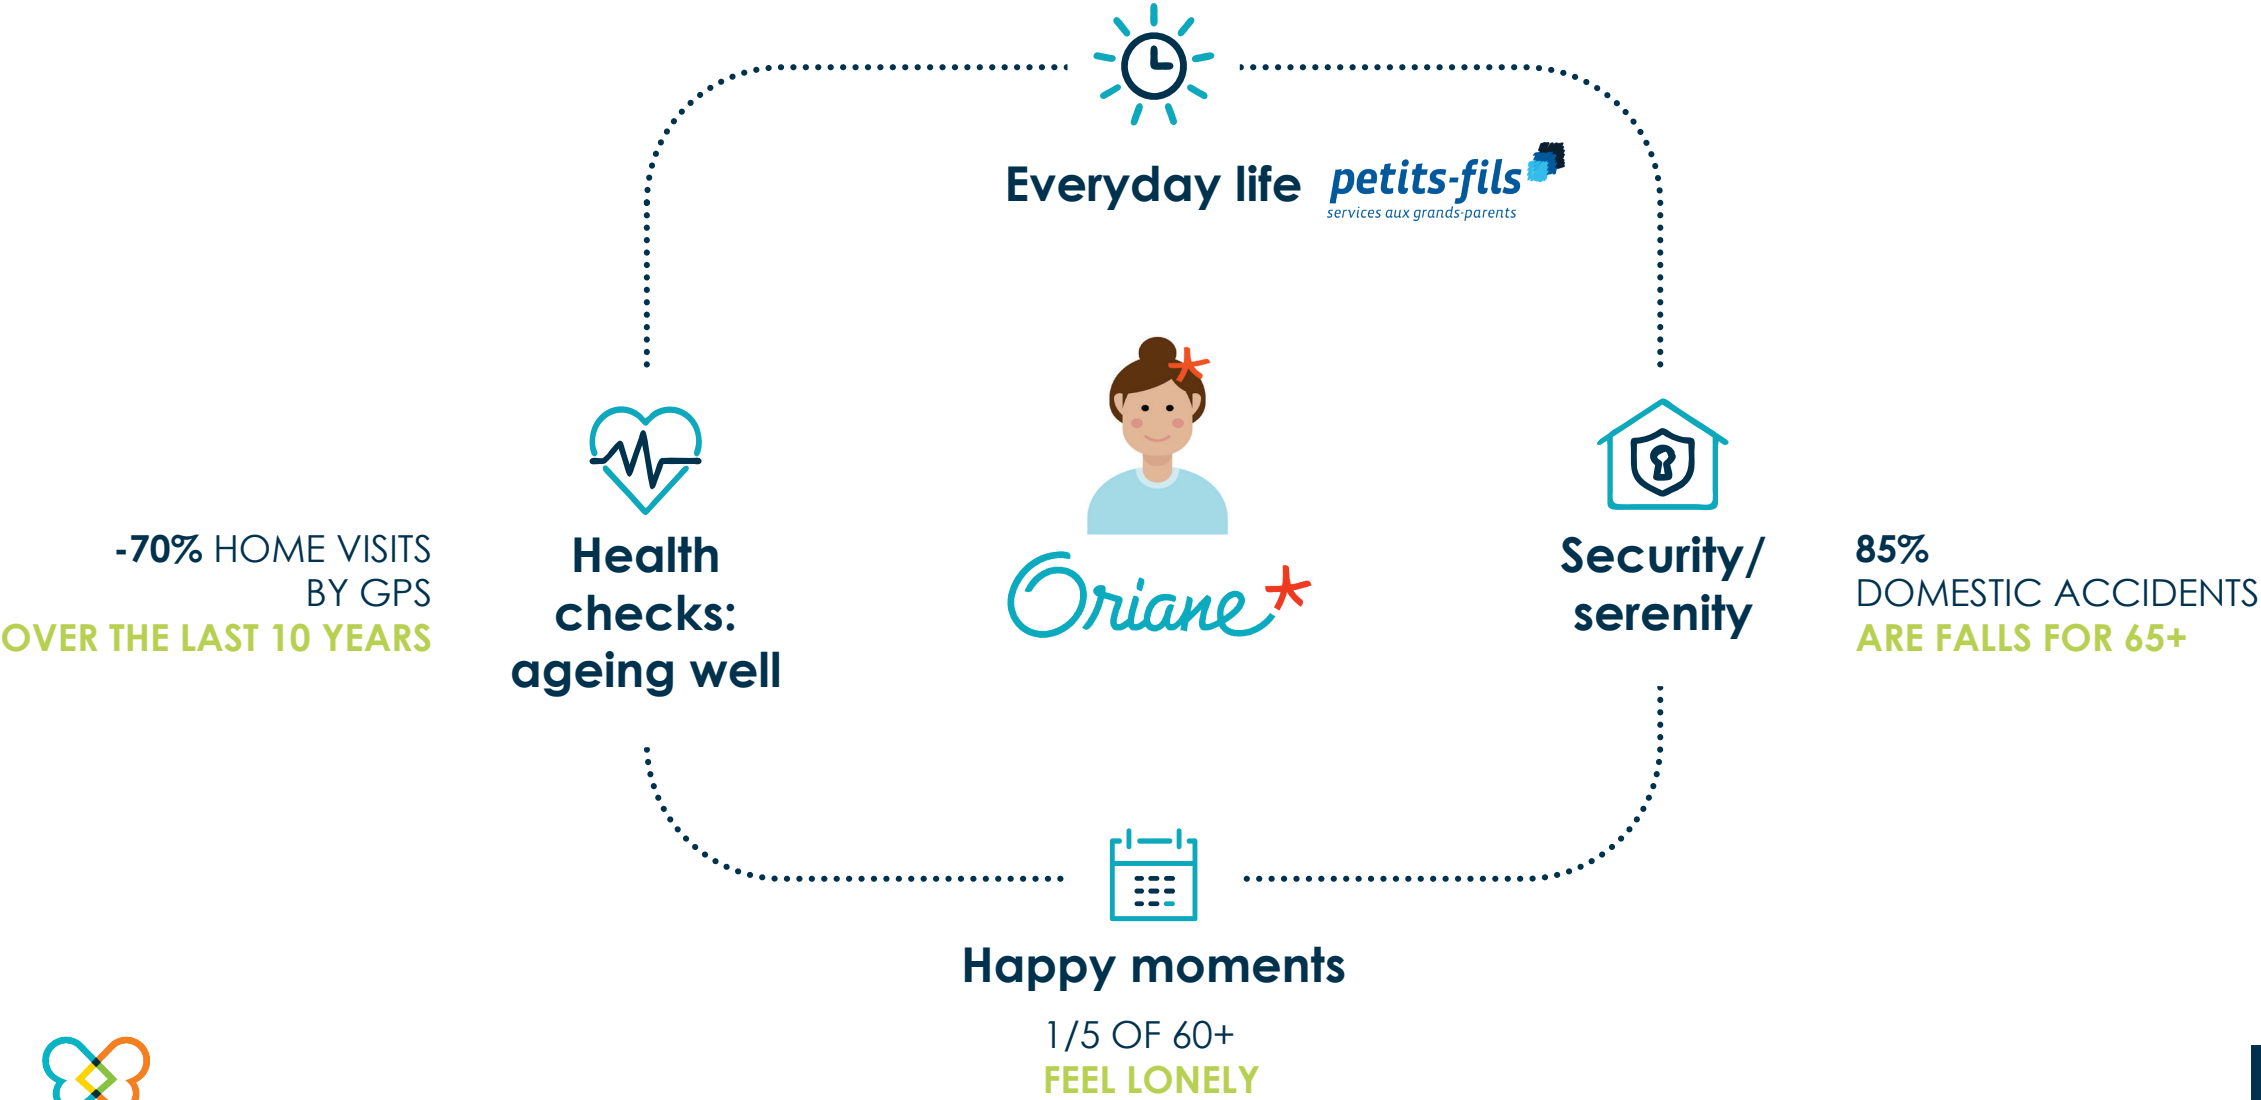 Everyday life
petits-fils
services aux grands-parents
-70% HOME VISITS
BY GPS
OVER THE LAST 10 YEARS
Health
checks:
ageing well
Oriane
Security/
serenity
85%
DOMESTIC ACCIDENTS
ARE FALLS FOR 65+
Happy moments
1/5 OF 60+
FEEL LONELY